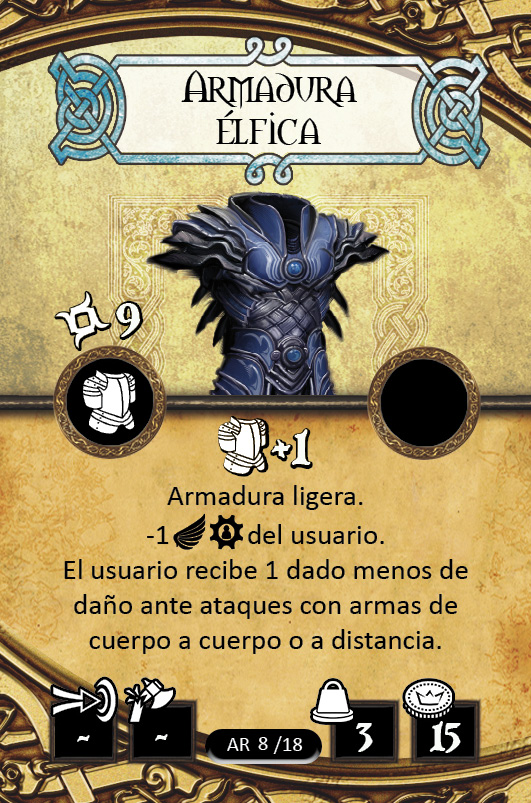 ARMADURA
ÉLFICA
9
+1
Armadura ligera.
-1 del usuario.
El usuario recibe 1 dado menos de
daño ante ataques con armas de
cuerpo a cuerpo o a distancia.
~ ~ AR 8 /18 3 15